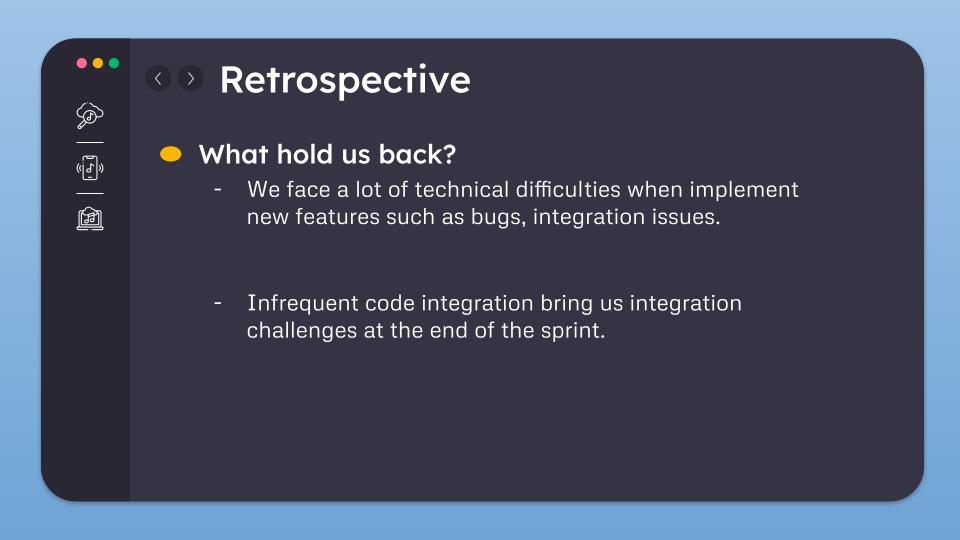 Retrospective
What hold us back?
- We face a lot of technical difficulties when implement
new features such as bugs, integration issues.
- Infrequent code integration bring us integration
challenges at the end of the sprint.